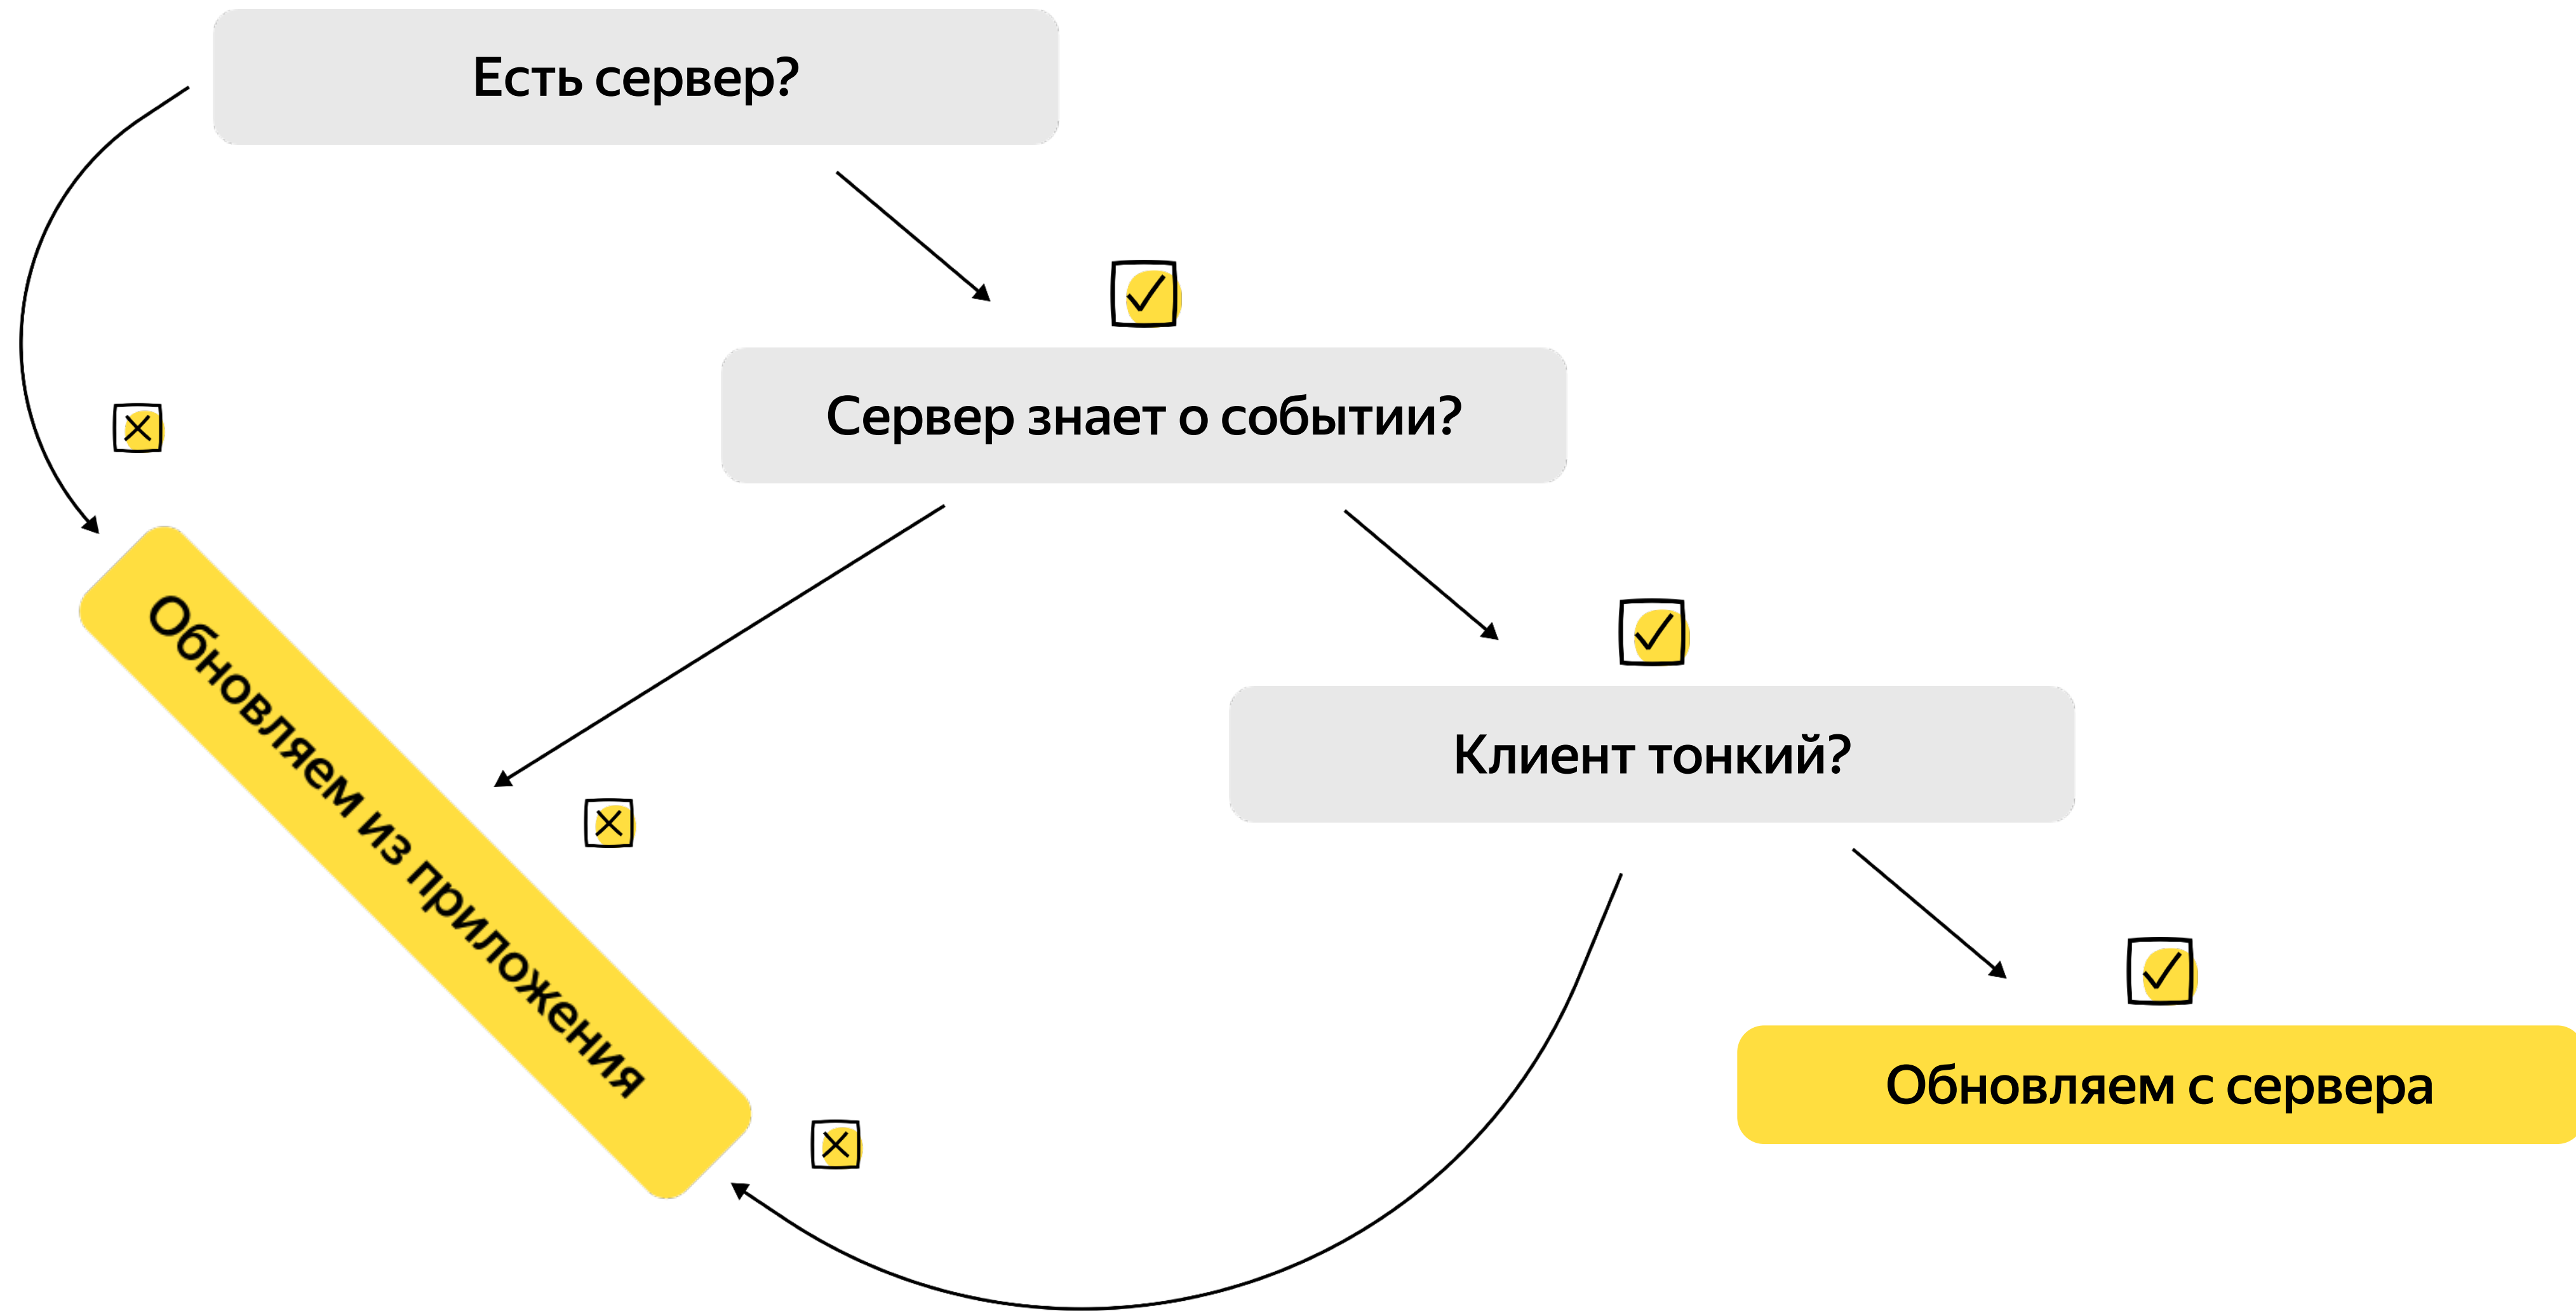 Есть сервер?
Сервер знает о событии?
Обновляем из приложения
Клиент тонкий?
Обновляем с сервера